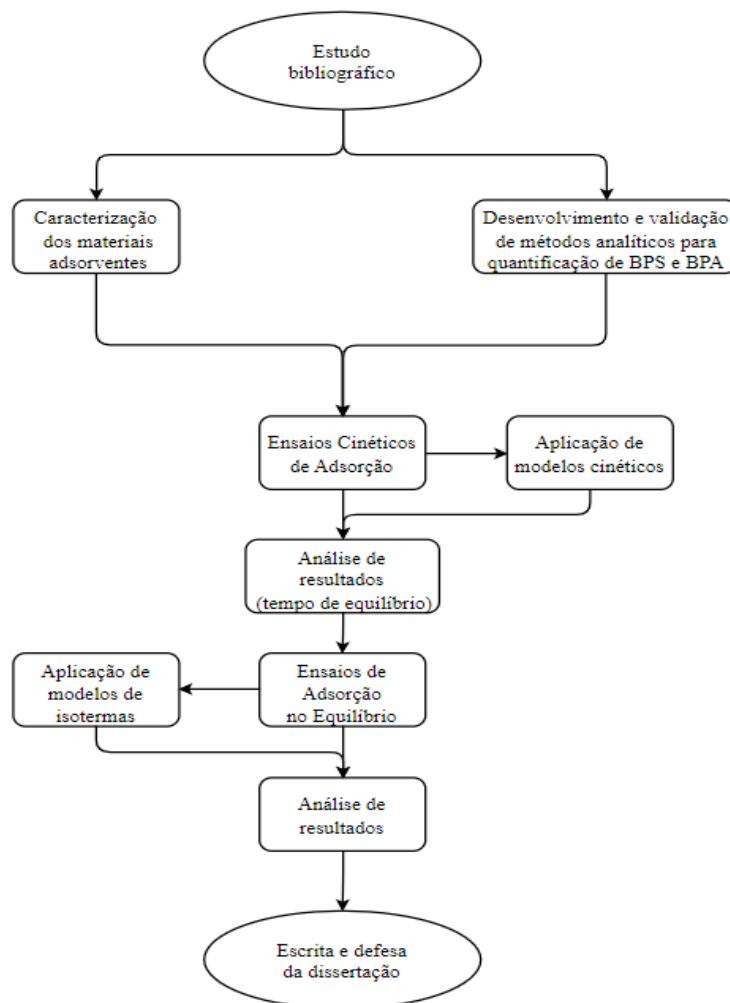 Estudo
bibliográfico
Caracterização
dos materiais
adsorventes
Desenvolvimento e validação
de métodos analíticos para
quantificação de BPS e BPA
Ensaios Cinéticos
de Adsorção
Aplicação de
modelos cinéticos
Análise de
resultados
(tempo de equilíbrio)
Aplicação de
modelos de
isotermas
Ensaios de
Adsorção
no Equilíbrio
Análise de
resultados
Escrita e defesa
da dissertação